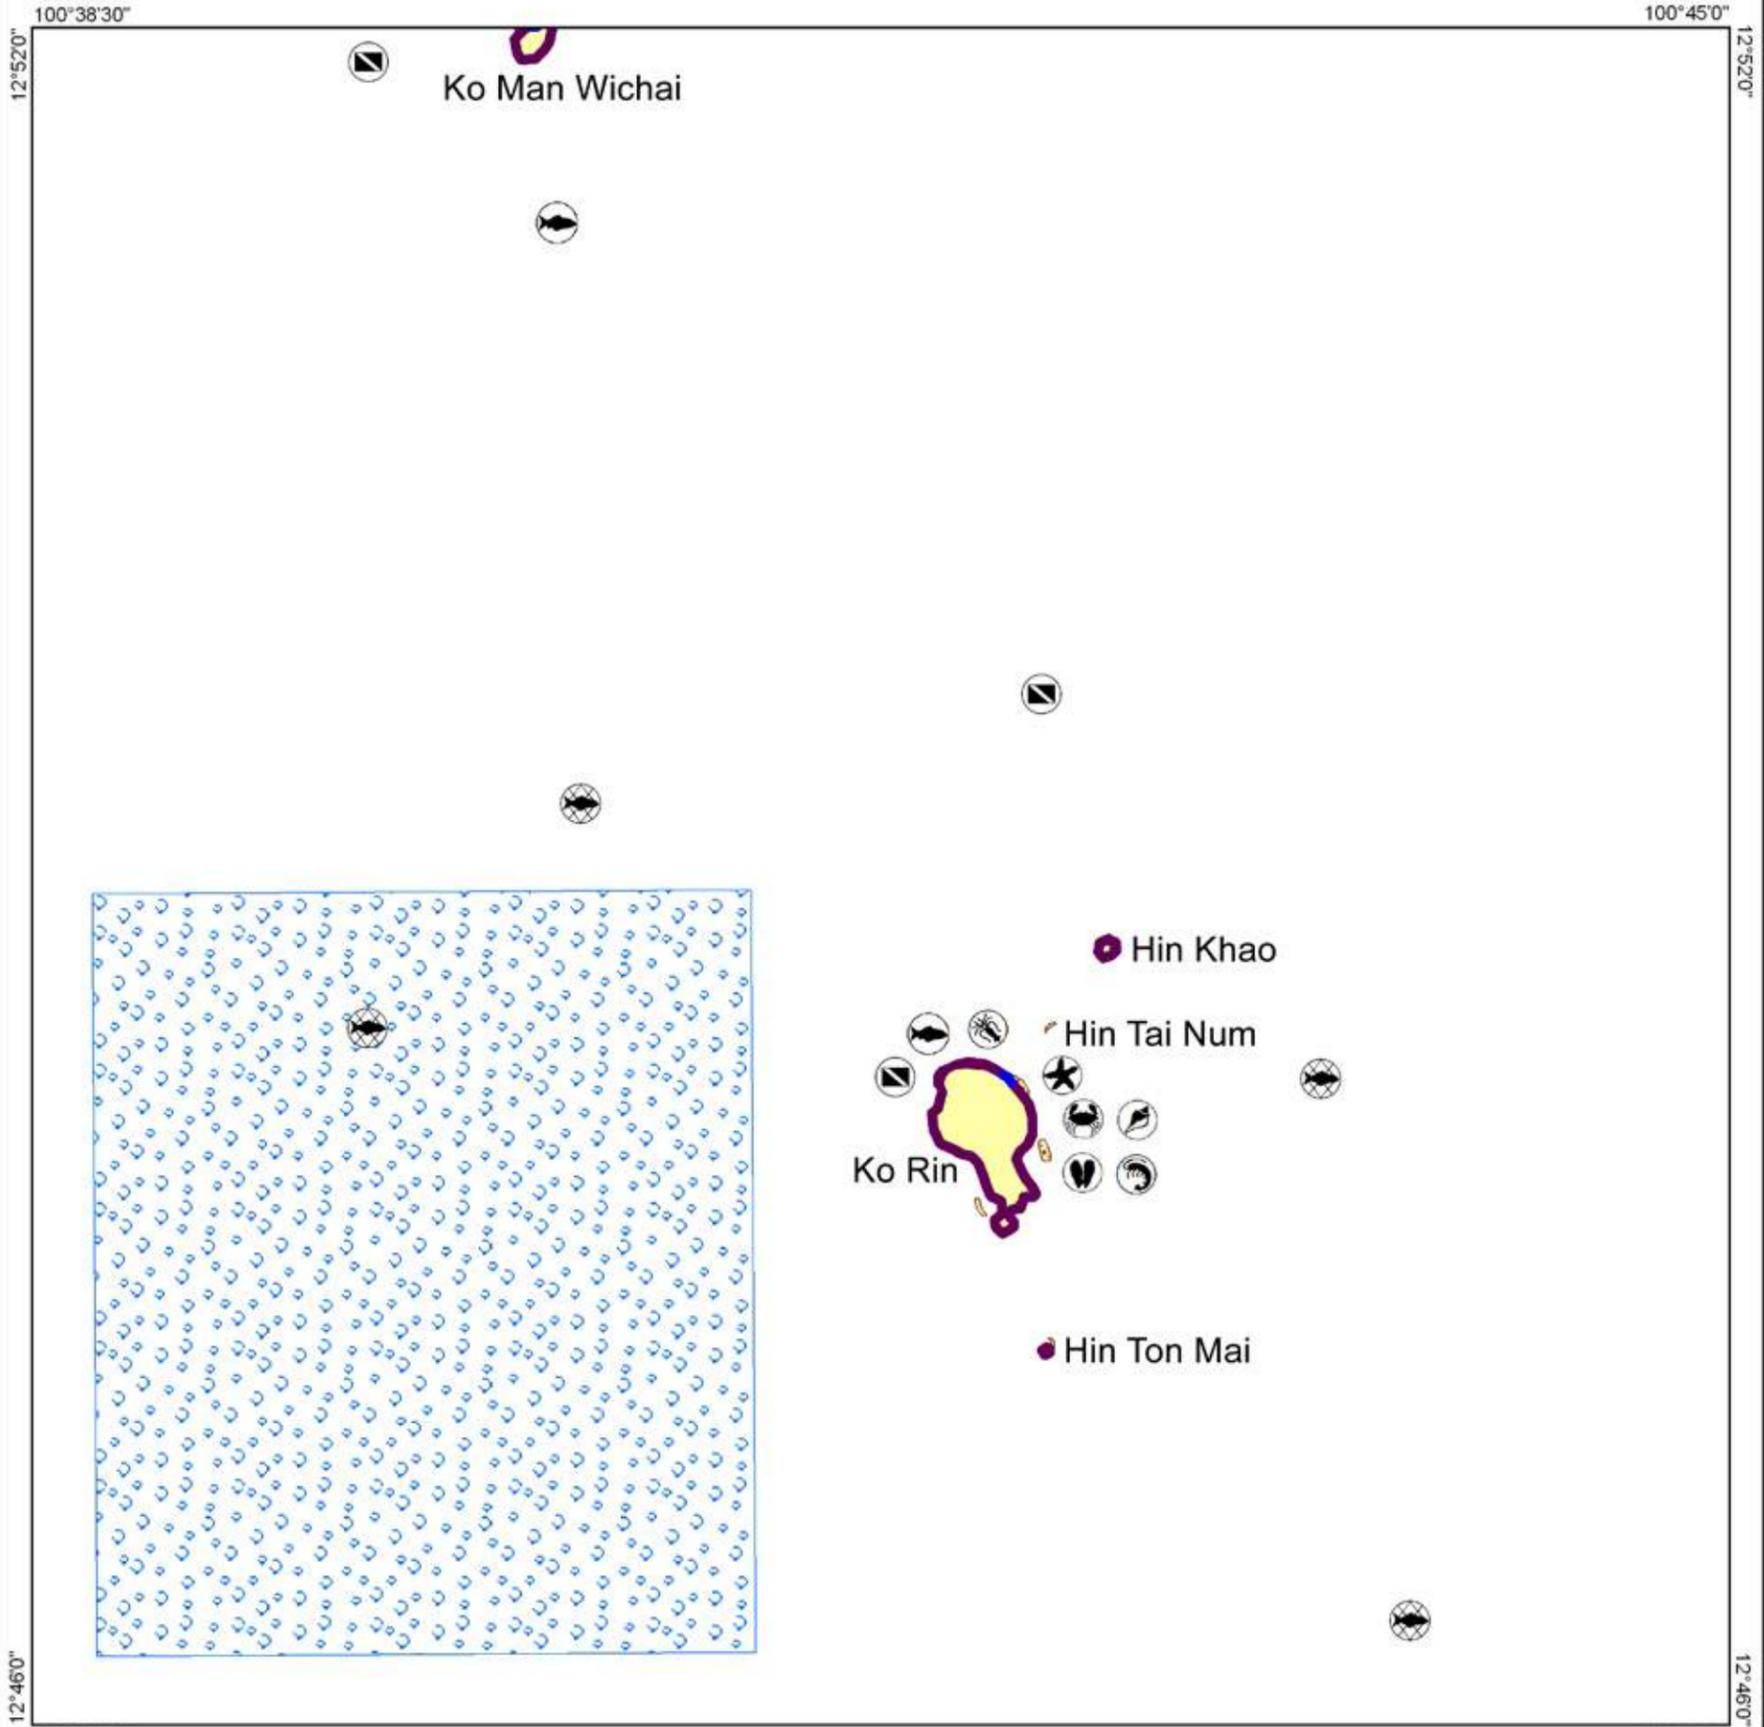 100°38'30"
100°45'0"
12°52'0"
12°52'0"
Ko Man Wichai
Hin Khao
Hin Tai Num
Ko Rin
Hin Ton Mai
12°46'0"
12°46'0"